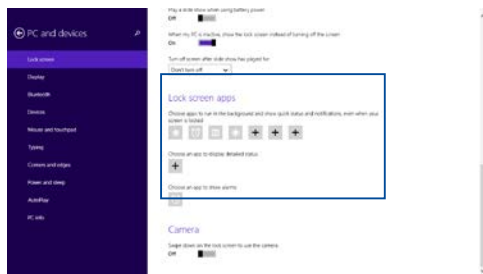 Play a slide show when using battery power
Off
PC and devices
When my PC is inactive, show the lock screen instead of turning off the screen
On
Lock screen
Turn off screen after slide show has played for
Don't turn off
Display
Bluetooth
Lock screen apps
Devices
Choose apps to run in the background and show quick status and notifications, even when your
screen is locked
Mouse and touchpad
Typing
Choose an app to display detailed status
Corners and edges
Power and sleep
Choose an app to show alarms
AutoPlay
PC info
Camera
Swipe down on the lock screen to use the camera
Off